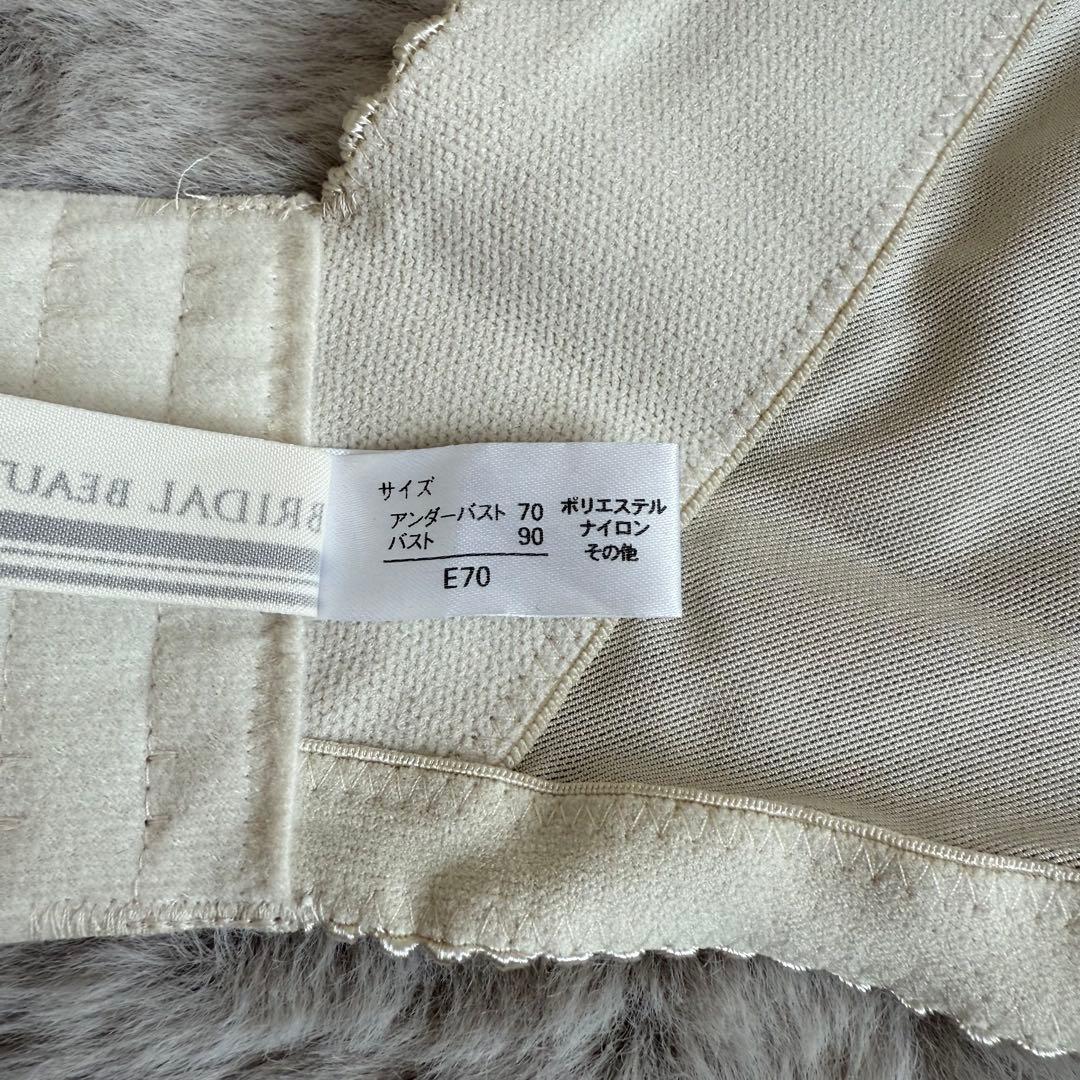 BRIDAL BEAU
サイズ
アンダーバスト 70
バスト 90
E70
ポリエステル
ナイロン
その他